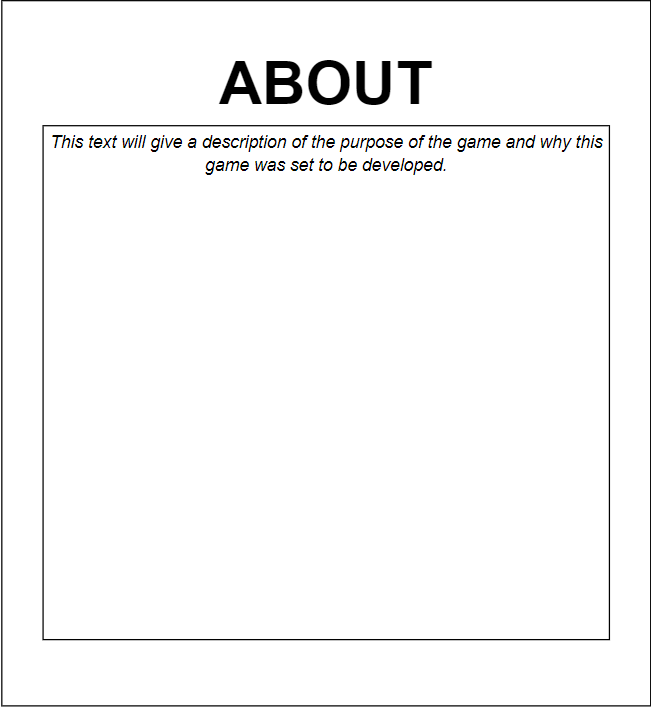 ABOUT
This text will give a description of the purpose of the game and why this
game was set to be developed.